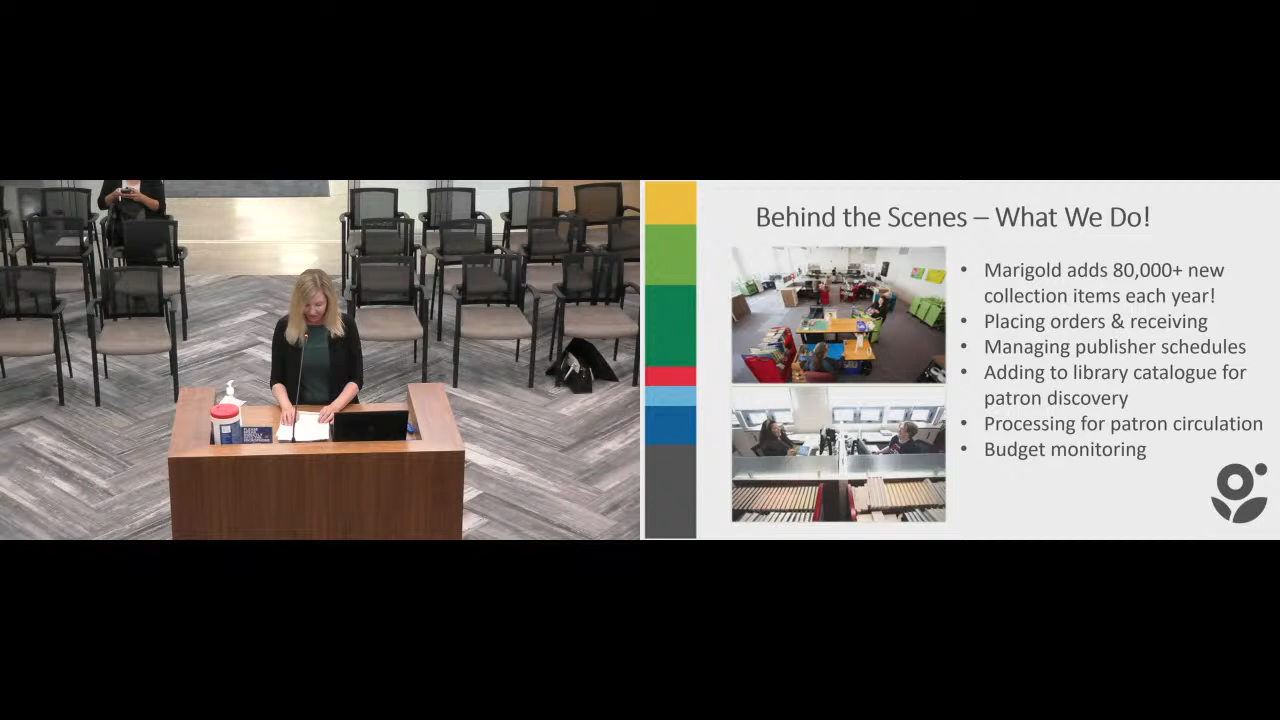 Behind the Scenes – What We Do!
• Marigold adds 80,000+ new
collection items each year!
• Placing orders & receiving
• Managing publisher schedules
• Adding to library catalogue for
patron discovery
• Processing for patron circulation
• Budget monitoring